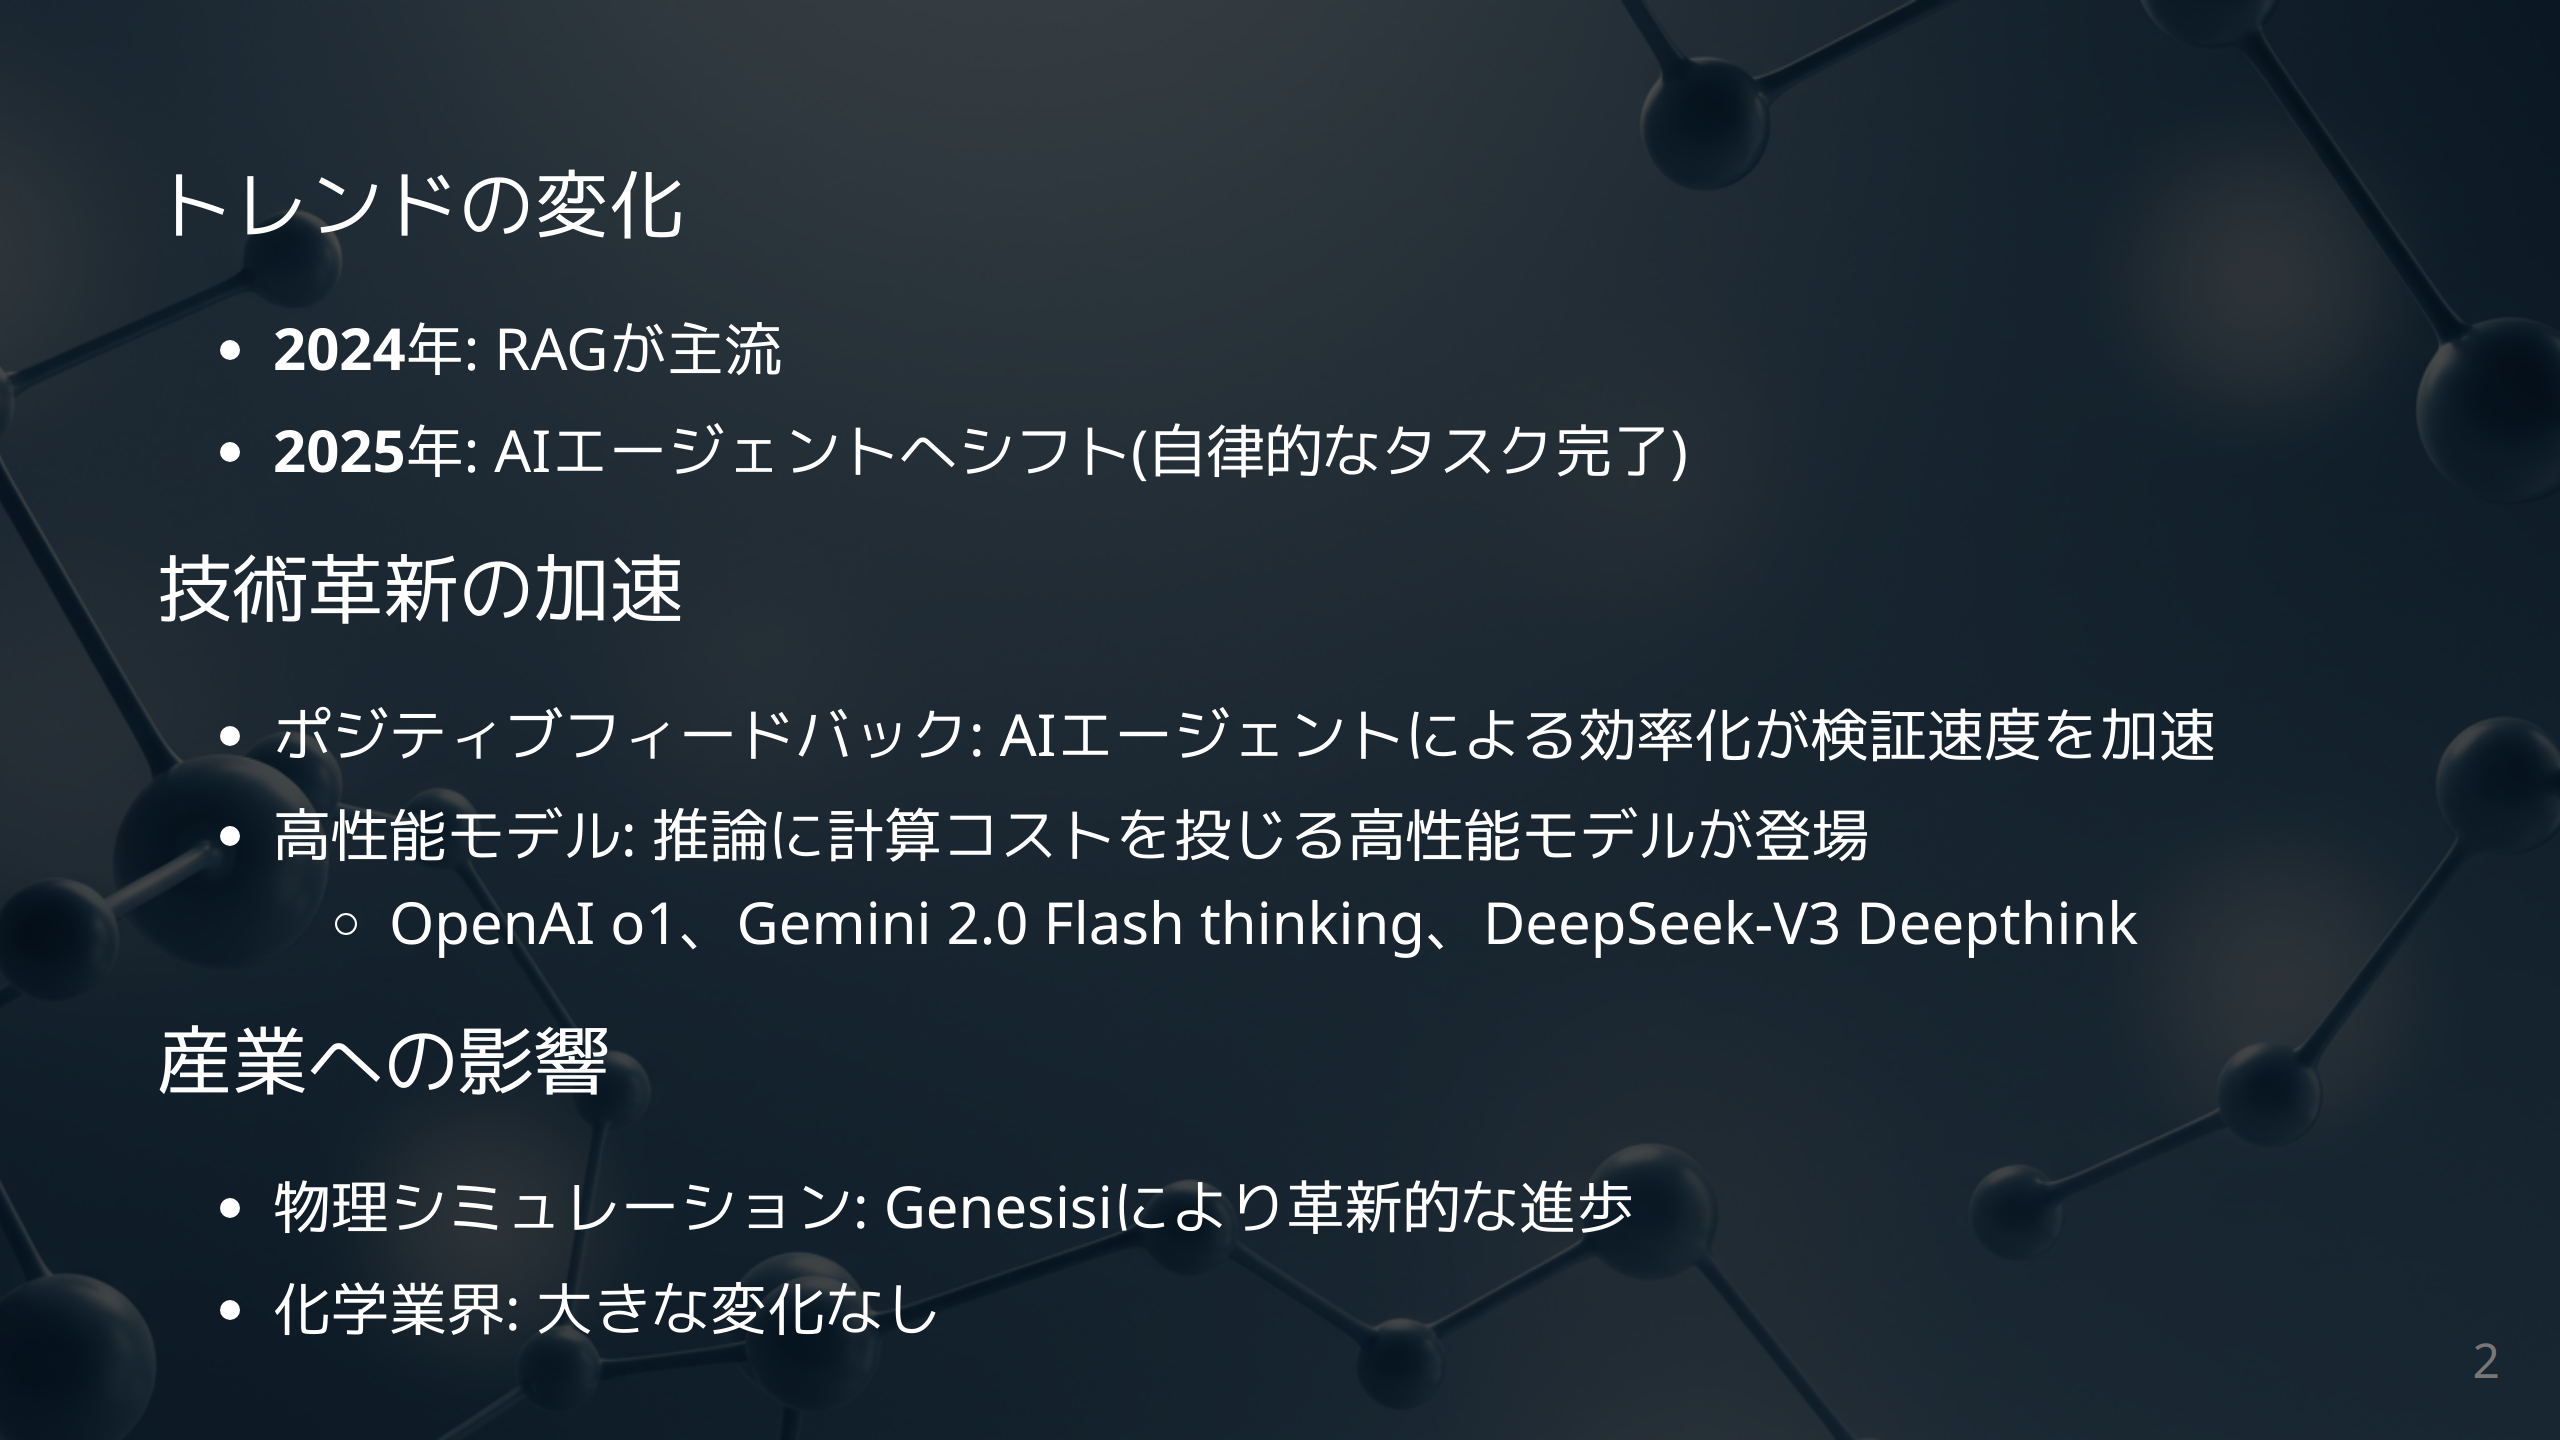 トレンドの変化
• 2024年: RAGが主流
• 2025年: AIエージェントへシフト(自律的なタスク完了)
技術革新の加速
• ポジティブフィードバック: AIエージェントによる効率化が検証速度を加速
• 高性能モデル: 推論に計算コストを投じる高性能モデルが登場
○ OpenAI o1、Gemini 2.0 Flash thinking、DeepSeek-V3 Deepthink
産業への影響
• 物理シミュレーション: Genesisiにより革新的な進歩
• 化学業界: 大きな変化なし
2